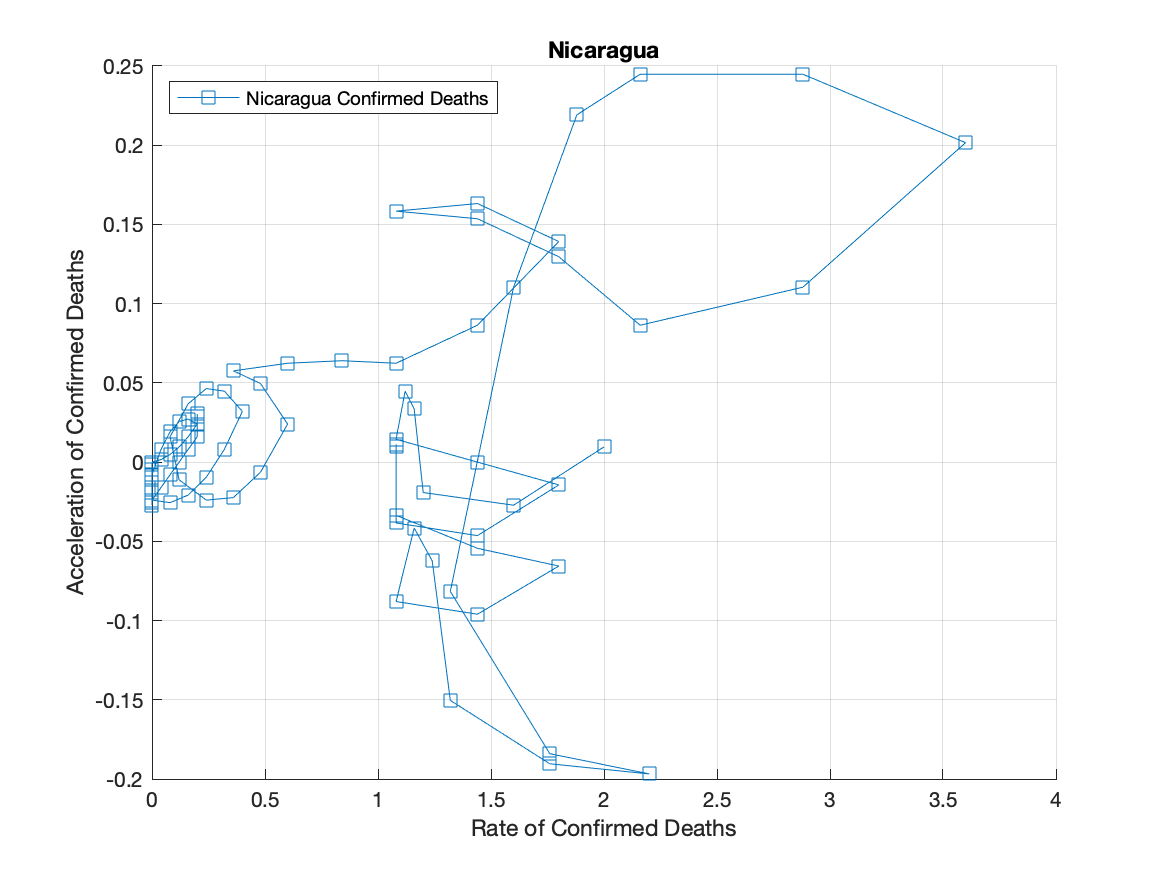 Nicaragua
Nicaragua Confirmed Deaths
0.25
0.2
0.15
0.1
0.05
0
-0.05
-0.1
-0.15
-0.2
Acceleration of Confirmed Deaths
0 0.5 1 1.5 2 2.5 3 3.5 4
Rate of Confirmed Deaths